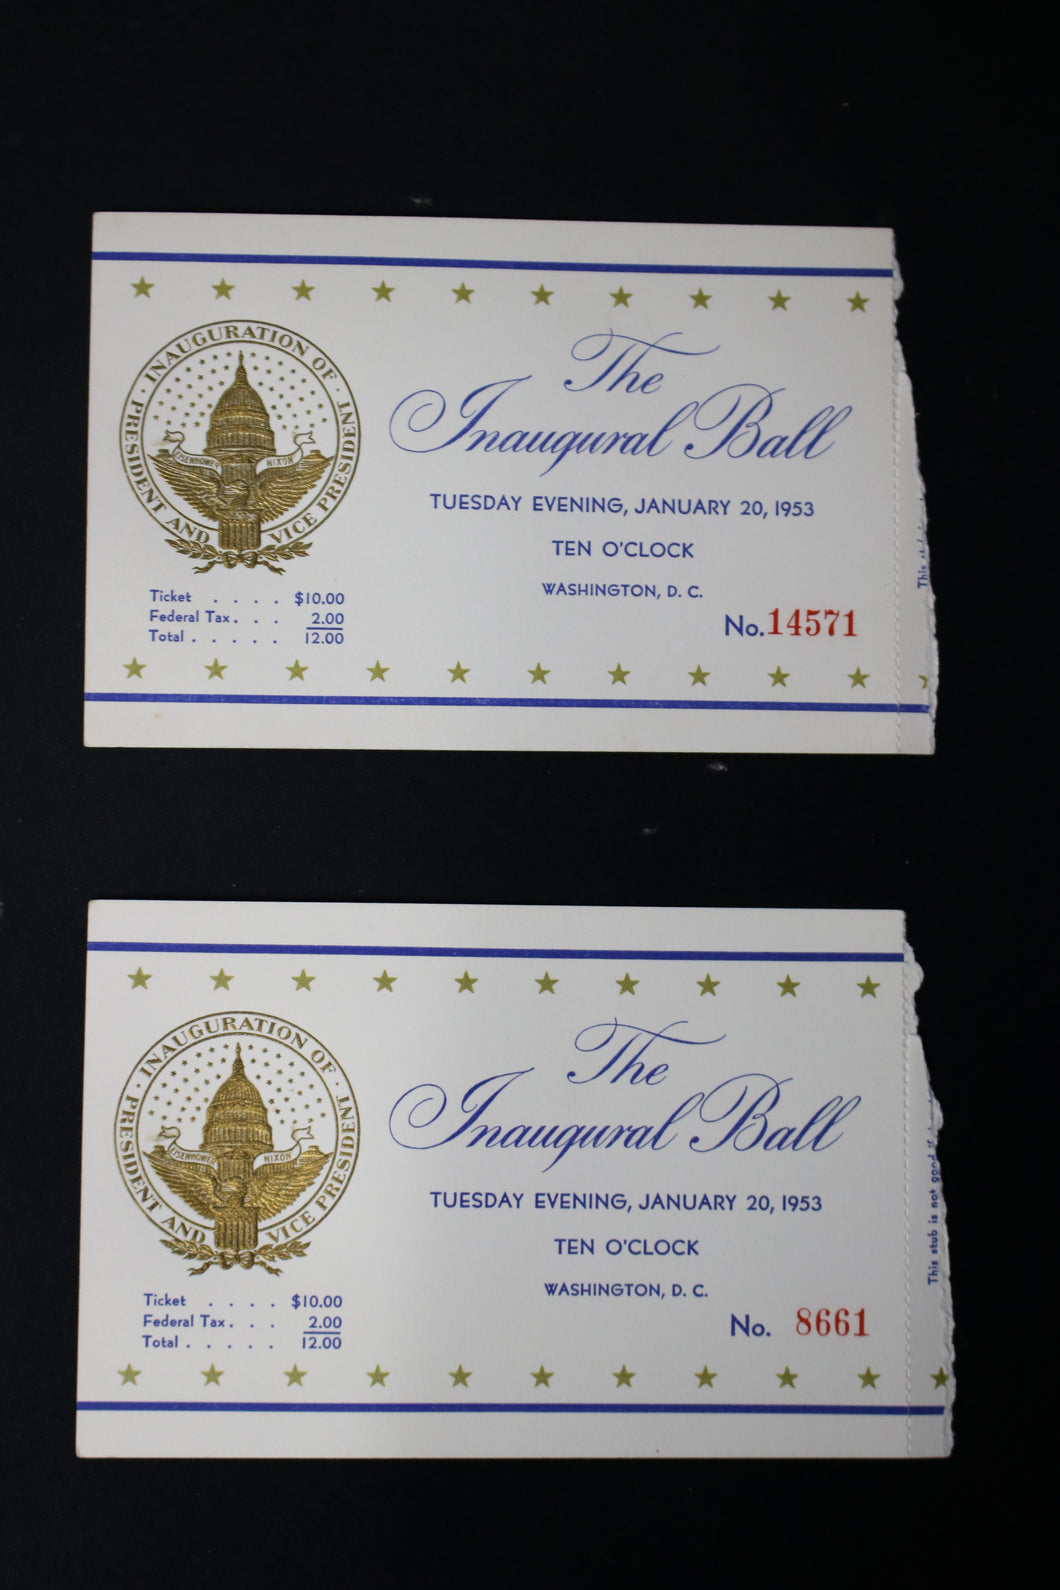 INAUGURATION OF
PRESIDENT AND VICE PRESIDENT
EISENHOWER NIXON
The
Inaugural Ball
TUESDAY EVENING, JANUARY 20, 1953
TEN O'CLOCK
WASHINGTON, D. C.
Ticket . . . . $10.00
Federal Tax . . . 2.00
Total . . . . . 12.00
No. 14571
This stub
INAUGURATION OF
PRESIDENT AND VICE PRESIDENT
EISENHOWER NIXON
The
Inaugural Ball
TUESDAY EVENING, JANUARY 20, 1953
TEN O'CLOCK
WASHINGTON, D. C.
Ticket . . . . $10.00
Federal Tax . . . 2.00
Total . . . . . 12.00
No. 8661
This stub is not good